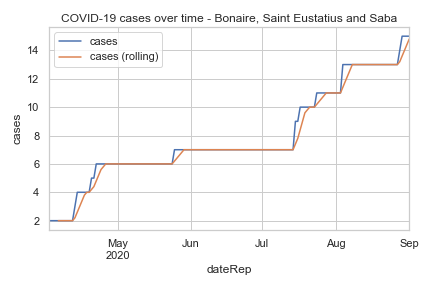 COVID-19 cases over time - Bonaire, Saint Eustatius and Saba
cases
cases (rolling)
cases
14
12
10
8
6
4
2
May
2020
Jun
Jul
Aug
Sep
dateRep